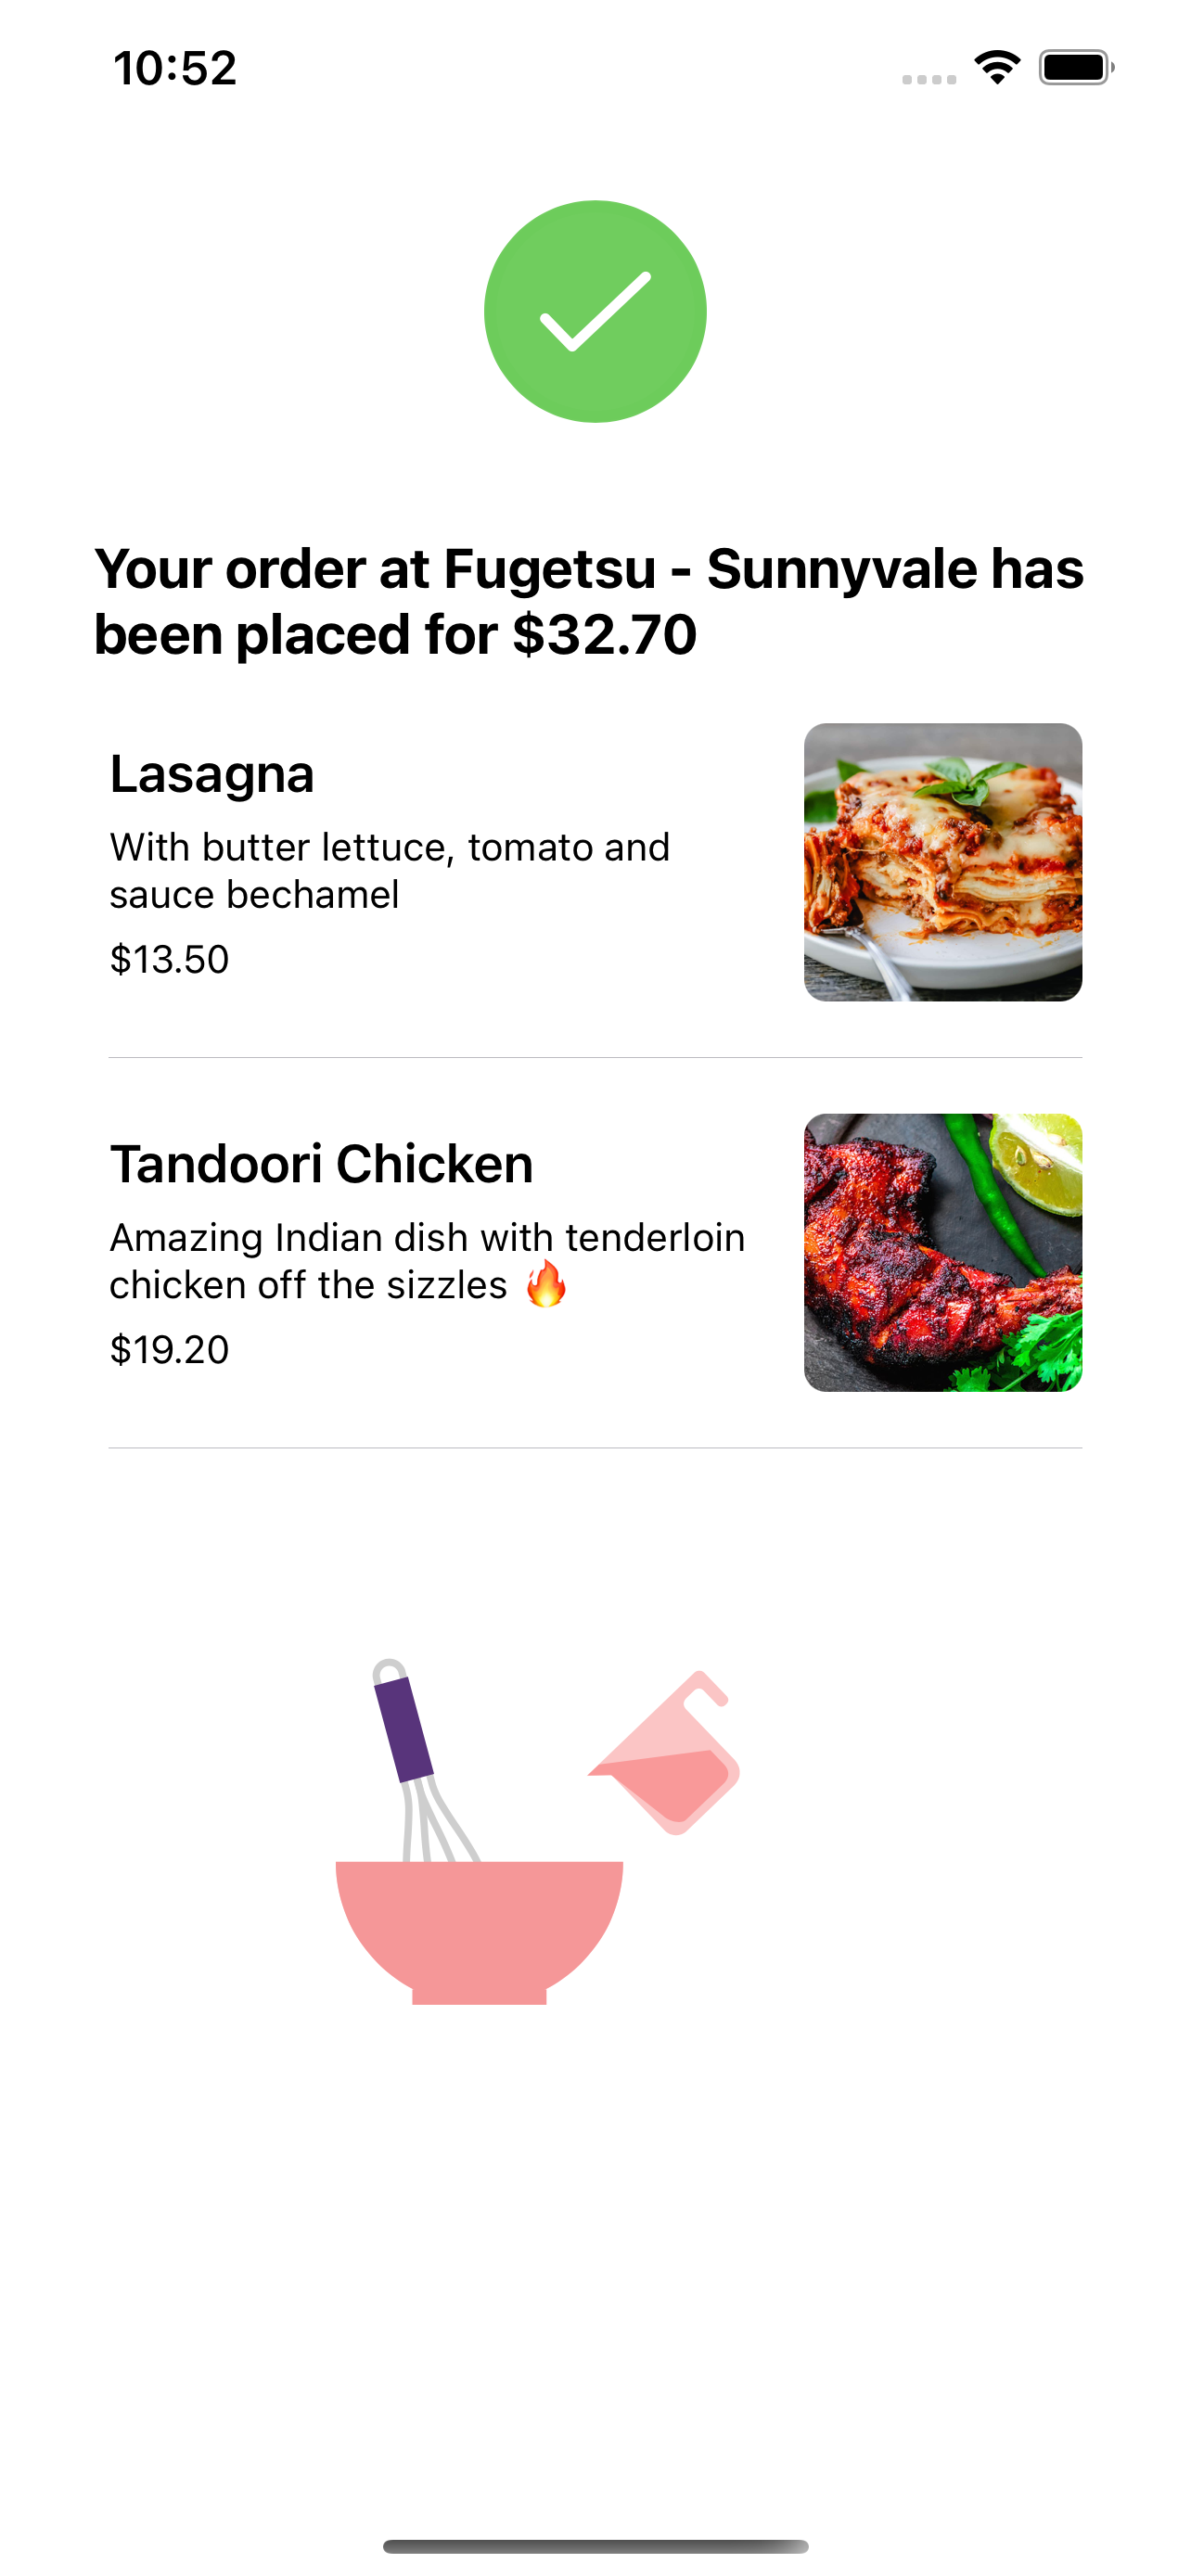 10:52
Your order at Fugetsu - Sunnyvale has
been placed for $32.70
Lasagna
With butter lettuce, tomato and
sauce bechamel
$13.50
Tandoori Chicken
Amazing Indian dish with tenderloin
chicken off the sizzles 🔥
$19.20